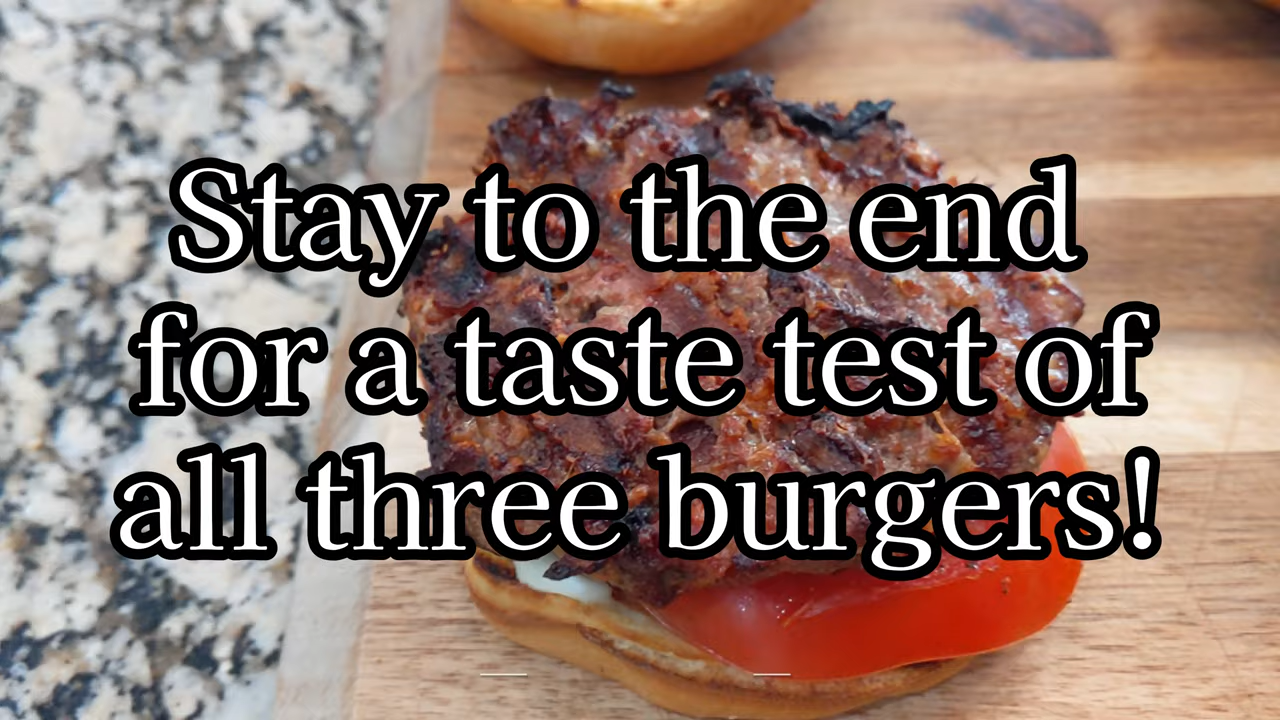 Stay to the end
for a taste test of
all three burgers!